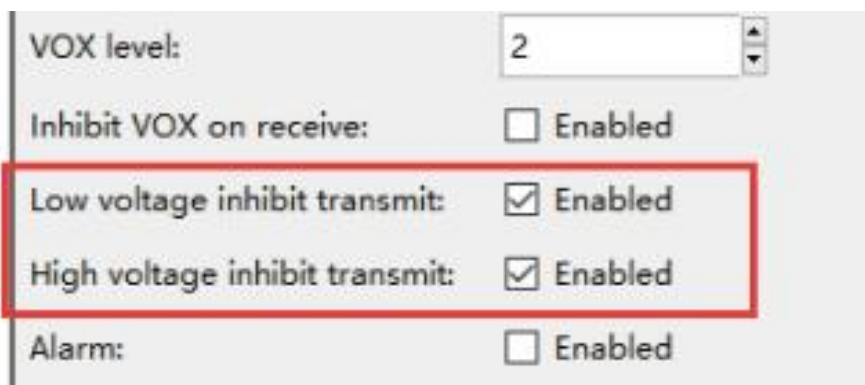 VOX level: 2
Inhibit VOX on receive: Enabled
Low voltage inhibit transmit: Enabled
High voltage inhibit transmit: Enabled
Alarm: Enabled